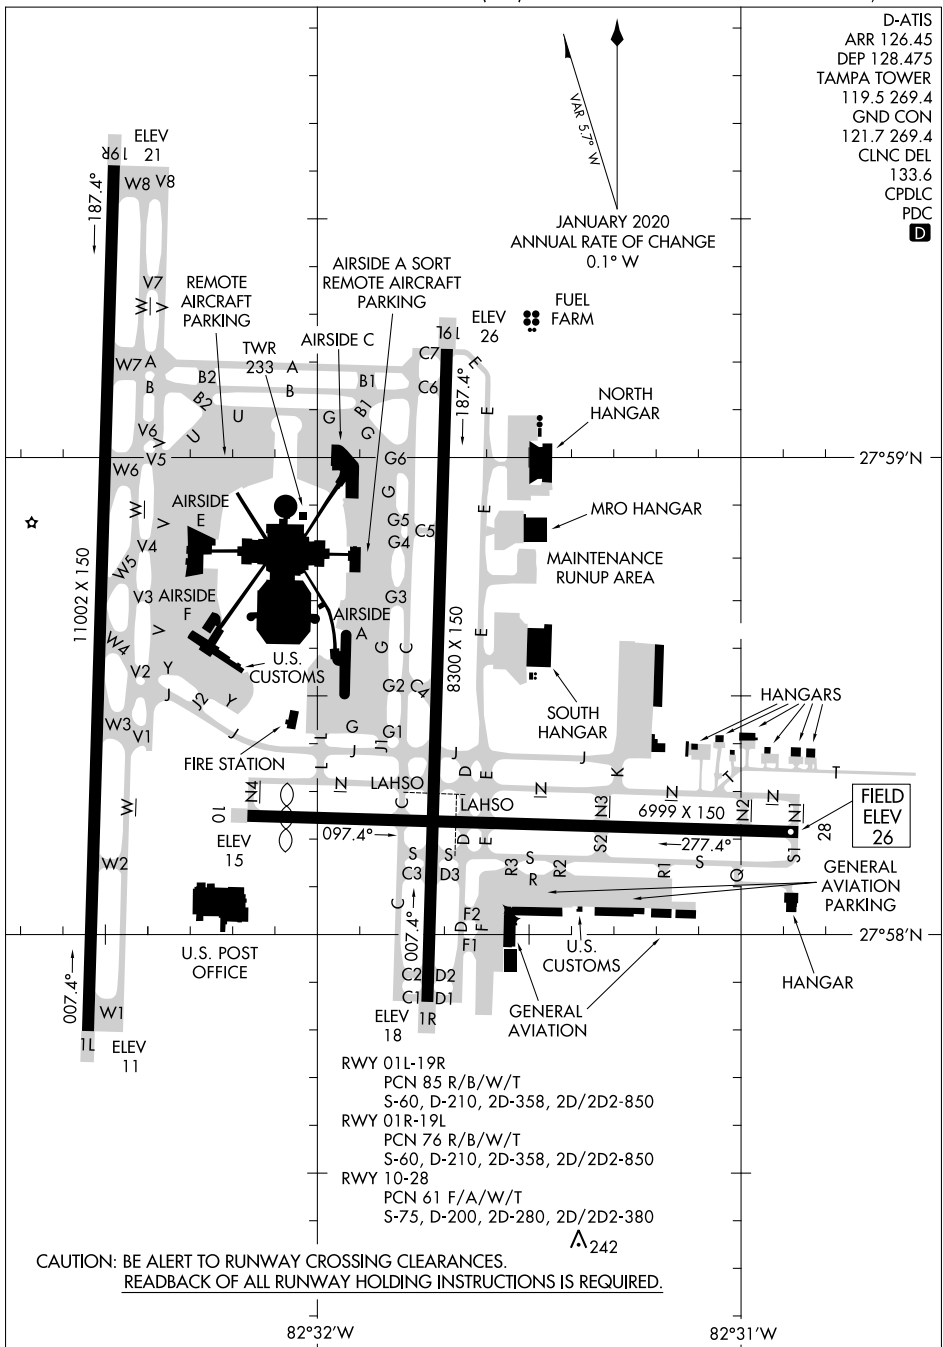 D-ATIS
ARR 126.45
DEP 128.475
TAMPA TOWER
119.5 269.4
GND CON
121.7 269.4
CLNC DEL
133.6
CPDLC
PDC
D
VAR 5.7° W
JANUARY 2020
ANNUAL RATE OF CHANGE
0.1° W
19R
ELEV
21
187.4°
W8 V8
V7
W
V
REMOTE
AIRCRAFT
PARKING
AIRSIDE A SORT
REMOTE AIRCRAFT
PARKING
TWR
233
AIRSIDE C
19L
ELEV
26
FUEL
FARM
C7
E
W7
A
A
B
B2
B
B1
C6
187.4°
B2
U
G
B1
E
NORTH
HANGAR
V6
V
U
G
V5
W6
G6
27°59'N
W
V
AIRSIDE
E
G
G5
C5
E
MRO HANGAR
V4
G4
W5
MAINTENANCE
RUNUP AREA
11002 X 150
V3
AIRSIDE
F
AIRSIDE
A
G3
8300 X 150
V
E
W4
G
C
U.S.
CUSTOMS
V2
Y
J
J2
Y
G2
C4
HANGARS
SOUTH
HANGAR
W3
V1
J
FIRE STATION
L
G
G1
J
J1
J
J
L
D
E
K
T
T
N4
N
LAHSO
C
LAHSO
N
N3
N
N2
N
N1
W
10
6999 X 150
FIELD
ELEV
26
ELEV
15
097.4°
D
E
S2
277.4°
28
S
S
S
S
S1
W2
C3
D3
R3
R
R2
R1
Q
GENERAL
AVIATION
PARKING
C
007.4°
D
F2
F
F1
U.S. POST
OFFICE
U.S.
CUSTOMS
27°58'N
007.4°
C2
D2
HANGAR
C1
D1
W1
1L
ELEV
11
ELEV
18
1R
GENERAL
AVIATION
RWY 01L-19R
PCN 85 R/B/W/T
S-60, D-210, 2D-358, 2D/2D2-850
RWY 01R-19L
PCN 76 R/B/W/T
S-60, D-210, 2D-358, 2D/2D2-850
RWY 10-28
PCN 61 F/A/W/T
S-75, D-200, 2D-280, 2D/2D2-380
242
CAUTION: BE ALERT TO RUNWAY CROSSING CLEARANCES.
READBACK OF ALL RUNWAY HOLDING INSTRUCTIONS IS REQUIRED.
82°32'W
82°31'W